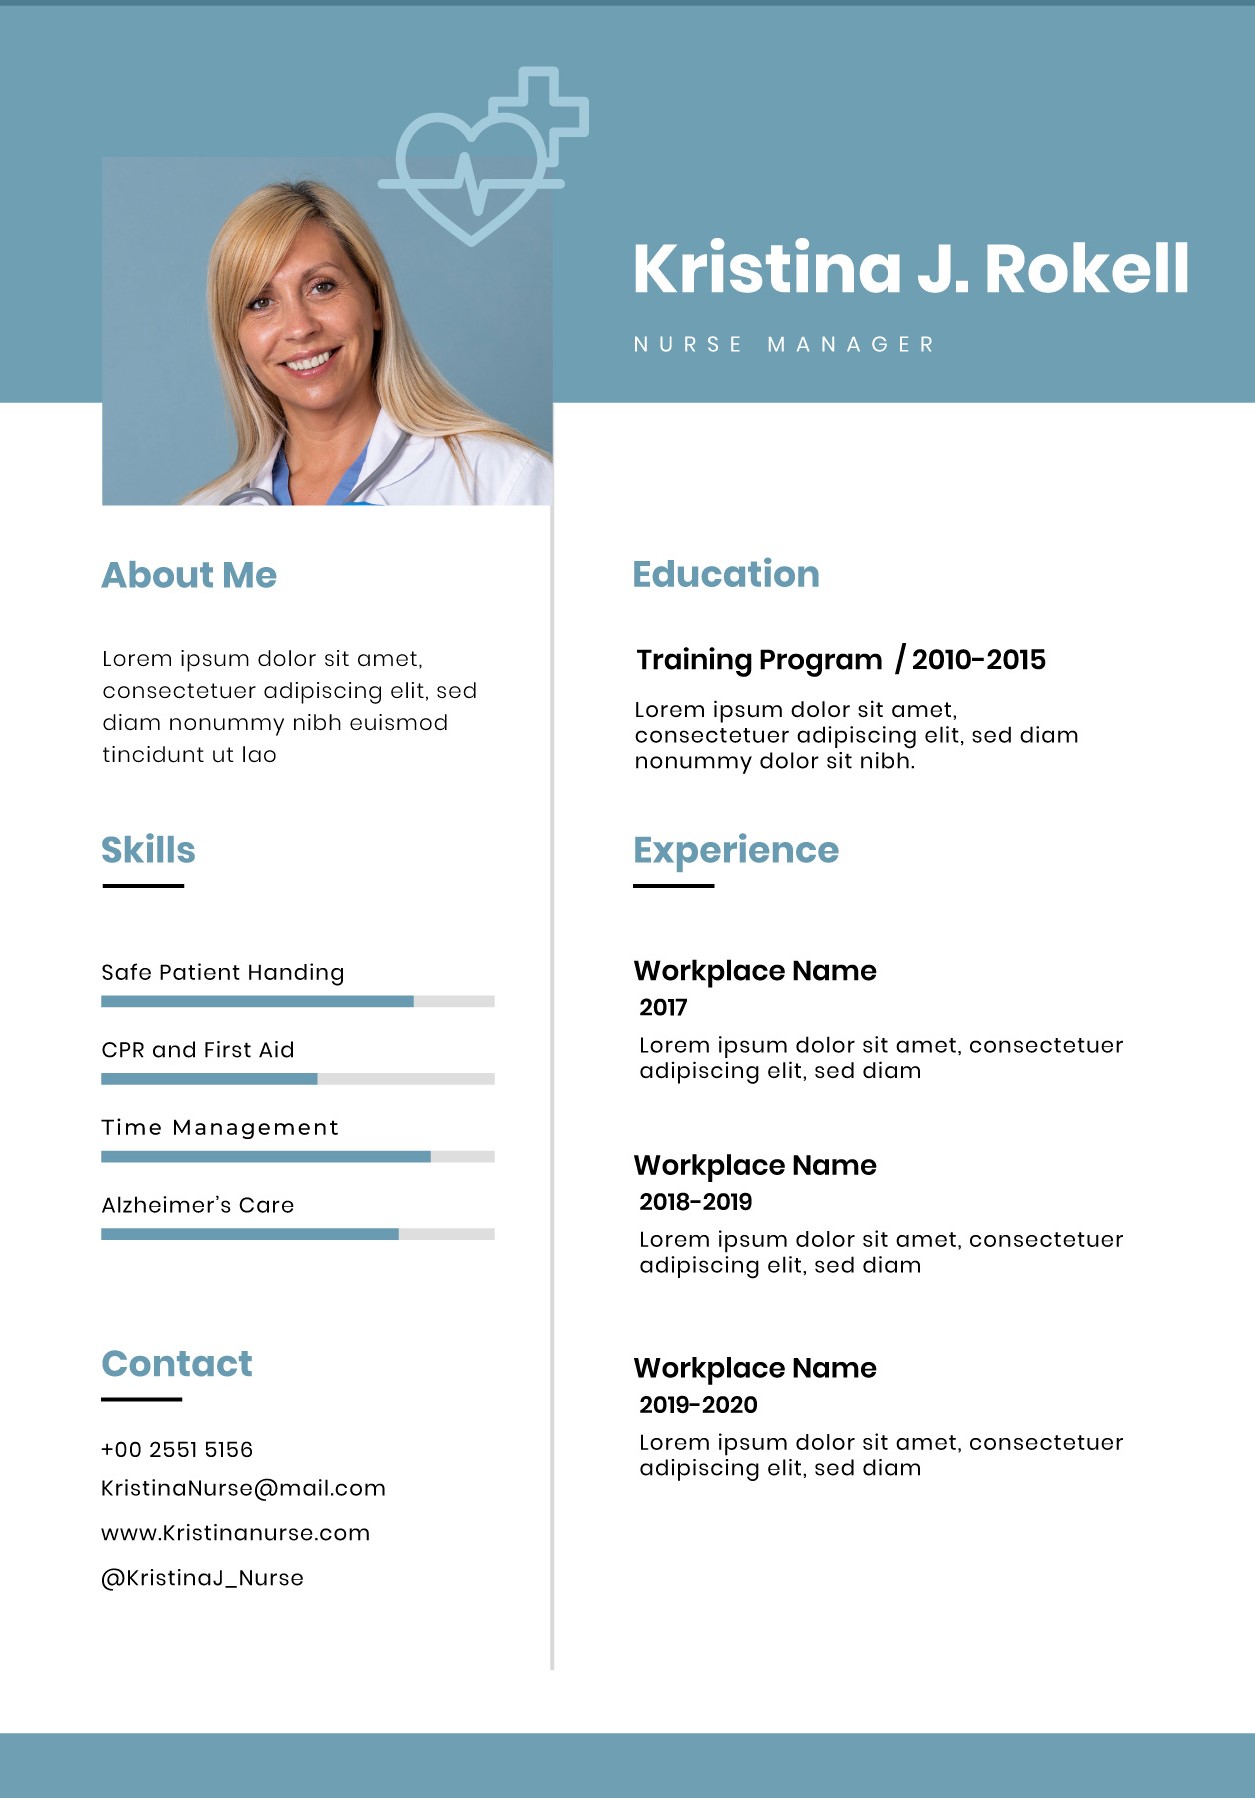 Kristina J. Rokell
NURSE MANAGER
About Me
Lorem ipsum dolor sit amet,
consectetuer adipiscing elit, sed
diam nonummy nibh euismod
tincidunt ut lao
Skills
Safe Patient Handing
CPR and First Aid
Time Management
Alzheimer’s Care
Contact
+00 2551 5156
KristinaNurse@mail.com
www.Kristinanurse.com
@KristinaJ_Nurse
Education
Training Program / 2010-2015
Lorem ipsum dolor sit amet,
consectetuer adipiscing elit, sed diam
nonummy dolor sit nibh.
Experience
Workplace Name
2017
Lorem ipsum dolor sit amet, consectetuer
adipiscing elit, sed diam
Workplace Name
2018-2019
Lorem ipsum dolor sit amet, consectetuer
adipiscing elit, sed diam
Workplace Name
2019-2020
Lorem ipsum dolor sit amet, consectetuer
adipiscing elit, sed diam